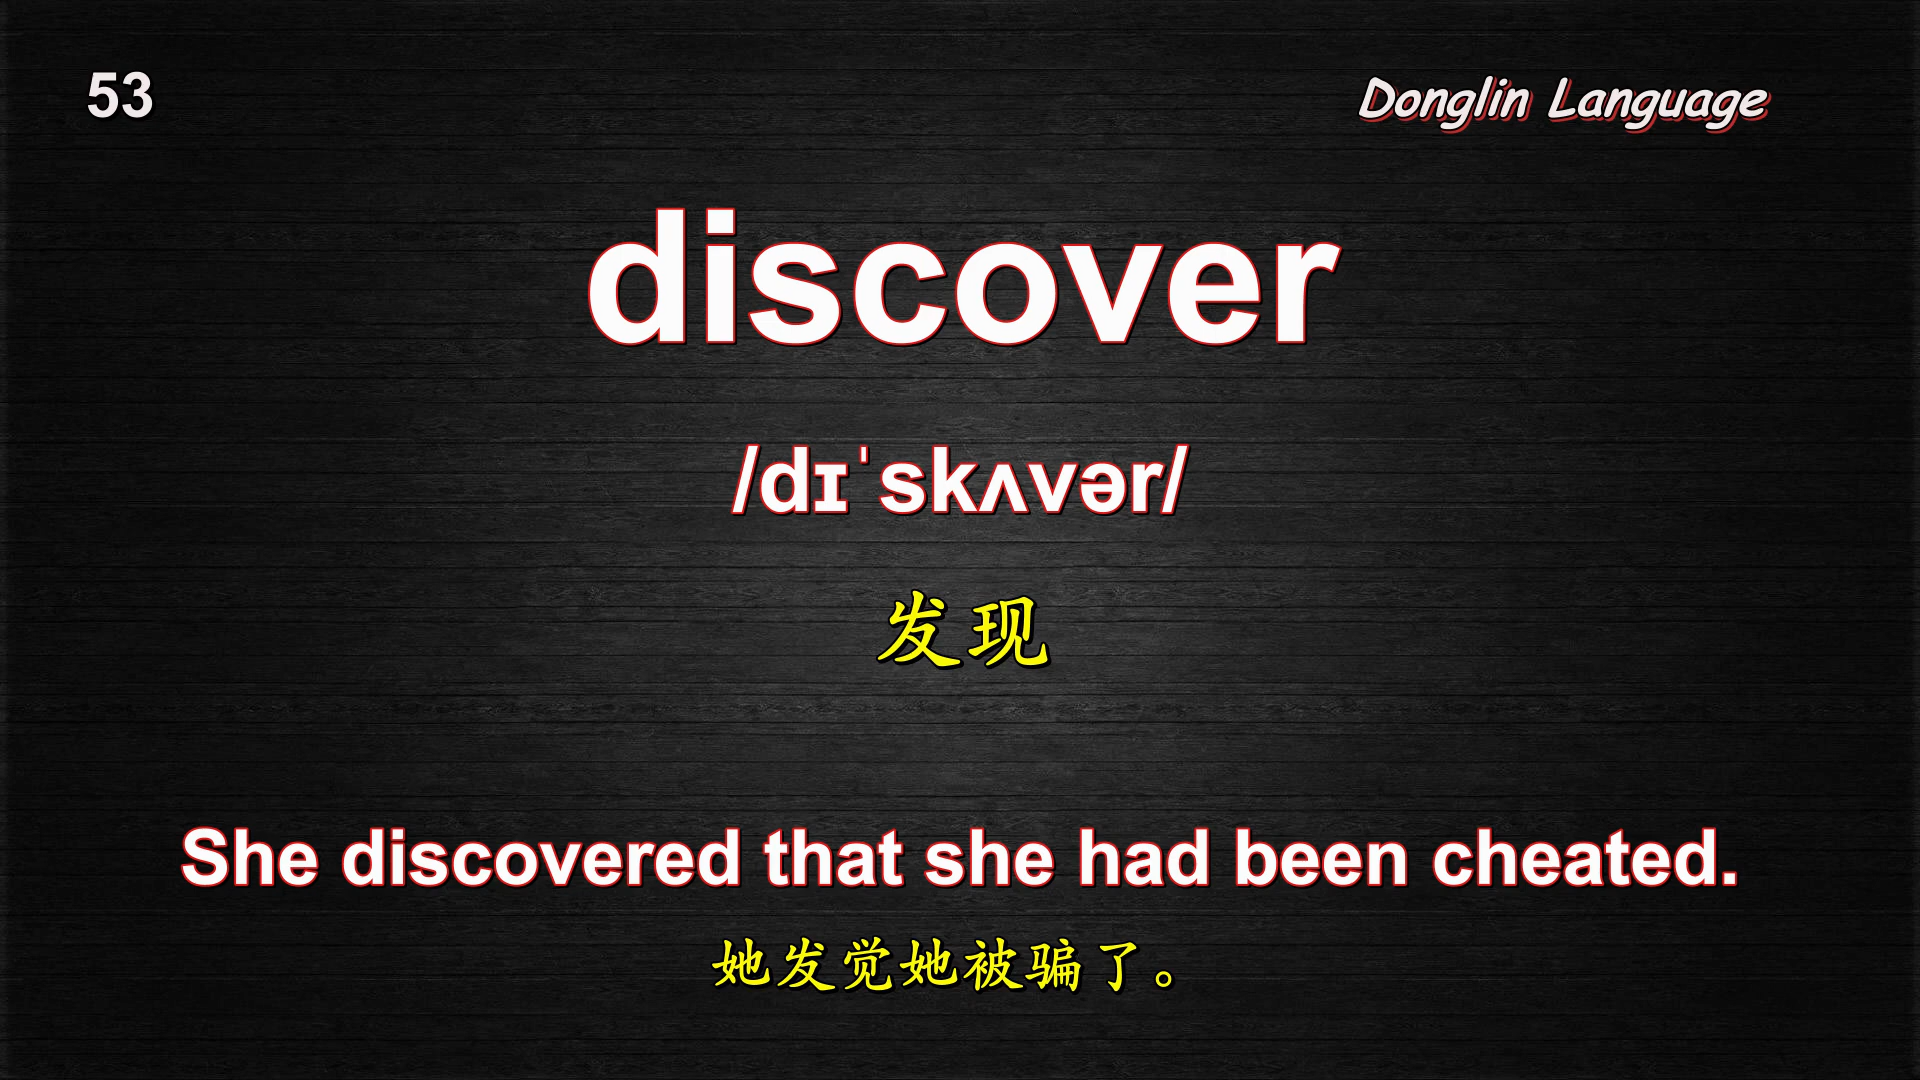 53
Donglin Language
discover
/dɪˈskʌvər/
发现
She discovered that she had been cheated.
她发觉她被骗了。